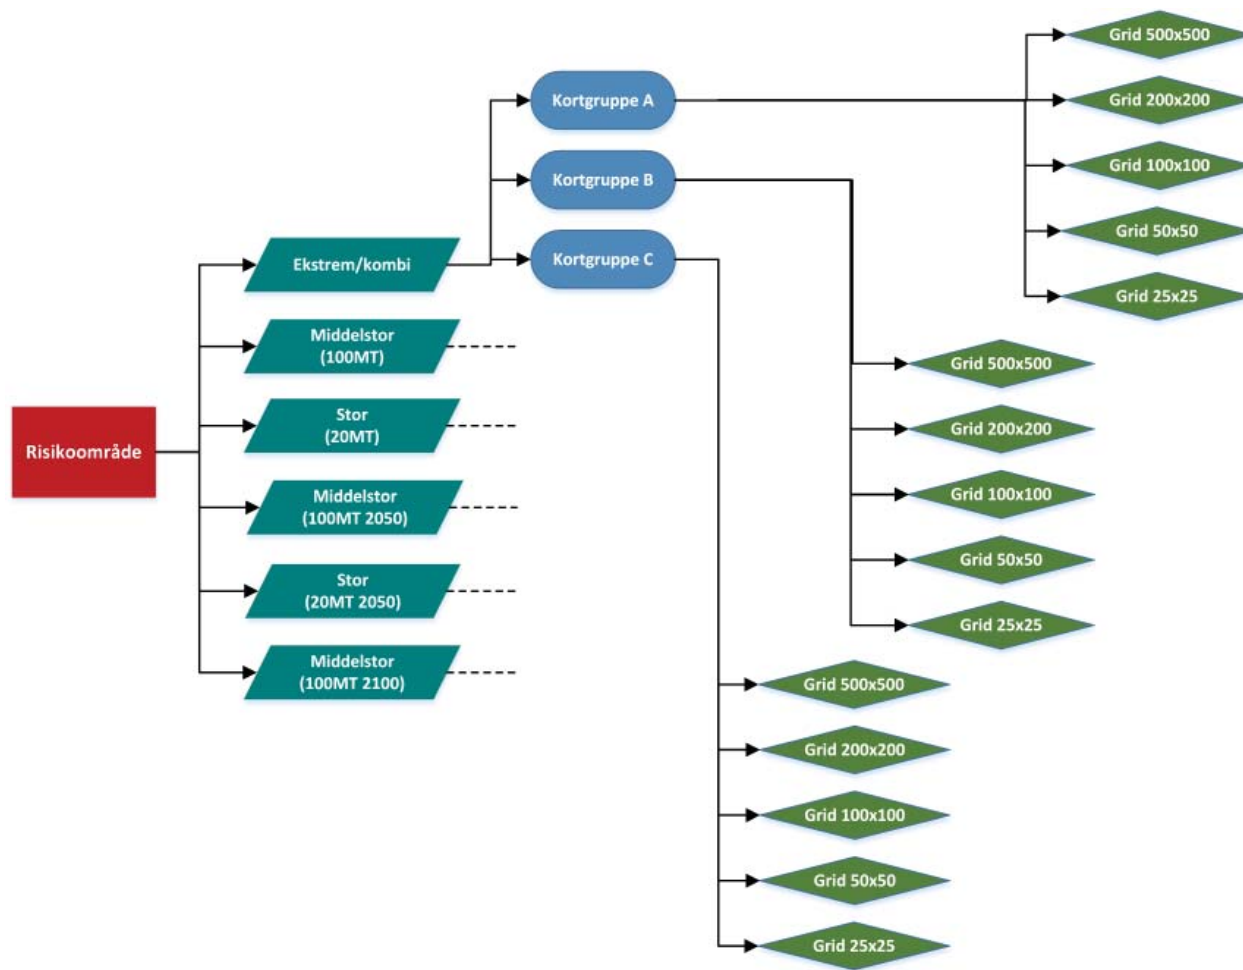 Risikoområde
Ekstrem/kombi
Middelstor
(100MT)
Stor
(20MT)
Middelstor
(100MT 2050)
Stor
(20MT 2050)
Middelstor
(100MT 2100)
Kortgruppe A
Kortgruppe B
Kortgruppe C
Grid 500x500
Grid 200x200
Grid 100x100
Grid 50x50
Grid 25x25
Grid 500x500
Grid 200x200
Grid 100x100
Grid 50x50
Grid 25x25
Grid 500x500
Grid 200x200
Grid 100x100
Grid 50x50
Grid 25x25